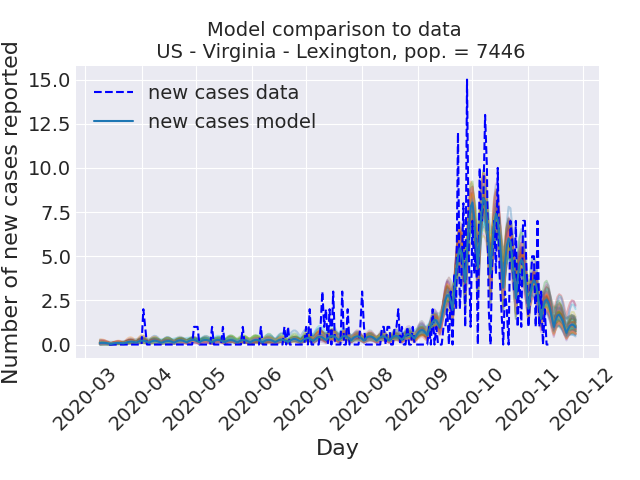 Model comparison to data
US - Virginia - Lexington, pop. = 7446
Number of new cases reported
15.0
12.5
10.0
7.5
5.0
2.5
0.0
new cases data
new cases model
2020-03
2020-04
2020-05
2020-06
2020-07
2020-08
2020-09
2020-10
2020-11
2020-12
Day